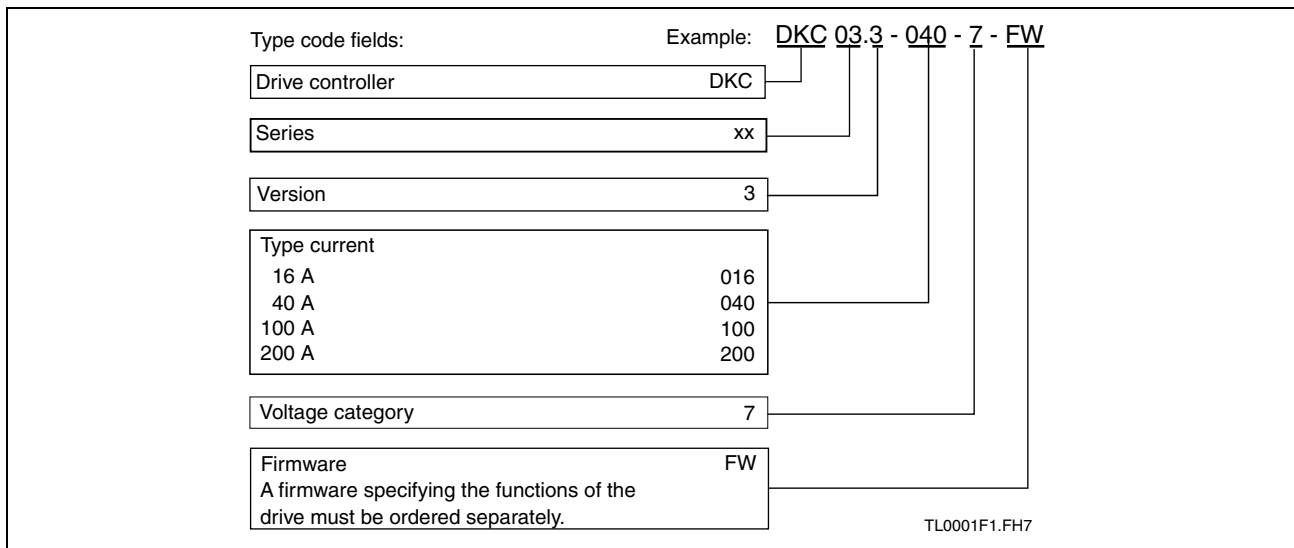 Type code fields: Example: DKC 03.3 - 040 - 7 - FW
Drive controller DKC
Series xx
Version 3
Type current
16 A 016
40 A 040
100 A 100
200 A 200
Voltage category 7
Firmware FW
A firmware specifying the functions of the
drive must be ordered separately.
TL0001F1.FH7